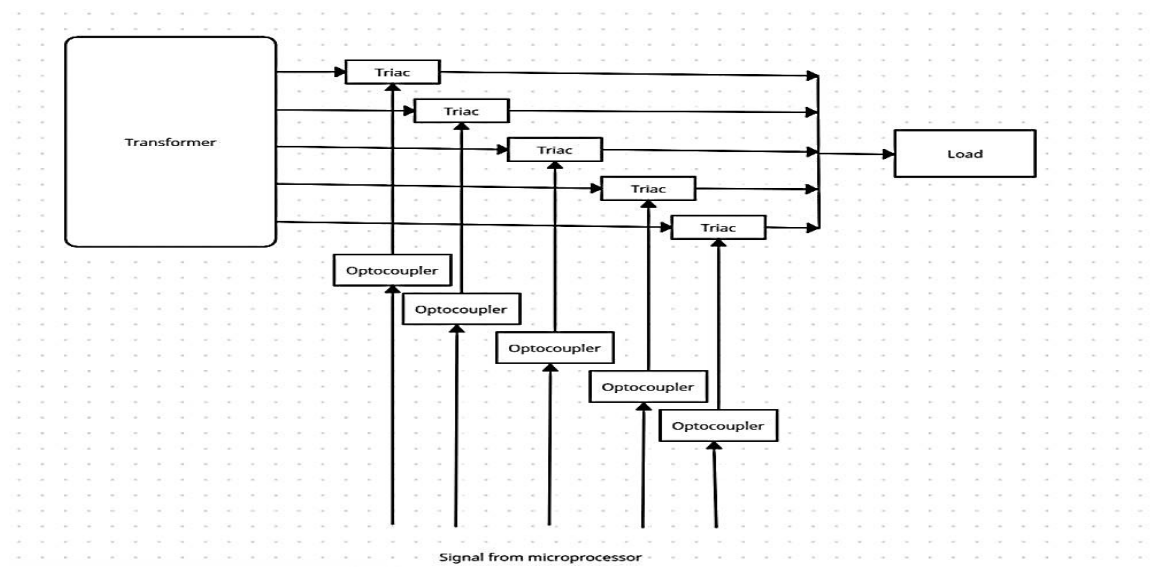 Triac
Triac
Transformer
Triac
Load
Triac
Triac
Optocoupler
Optocoupler
Optocoupler
Optocoupler
Optocoupler
Signal from microprocessor